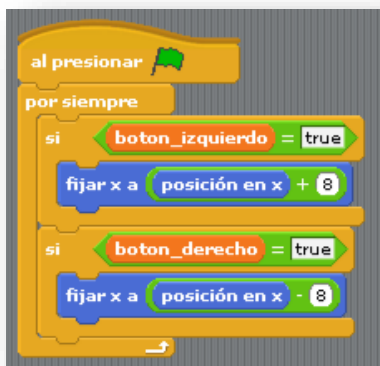 al presionar
por siempre
si boton_izquierdo = true
fijar x a posición en x + 8
si boton_derecho = true
fijar x a posición en x - 8